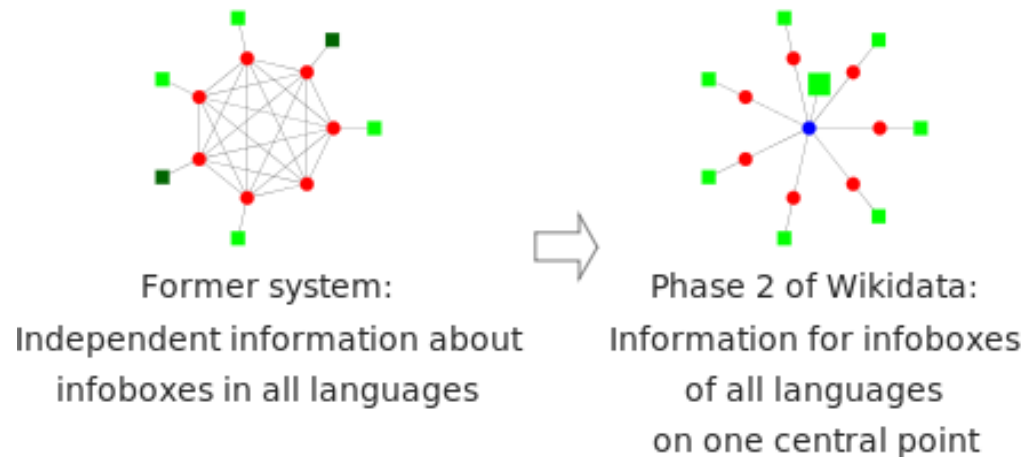 Former system:
Independent information about
infoboxes in all languages
Phase 2 of Wikidata:
Information for infoboxes
of all languages
on one central point